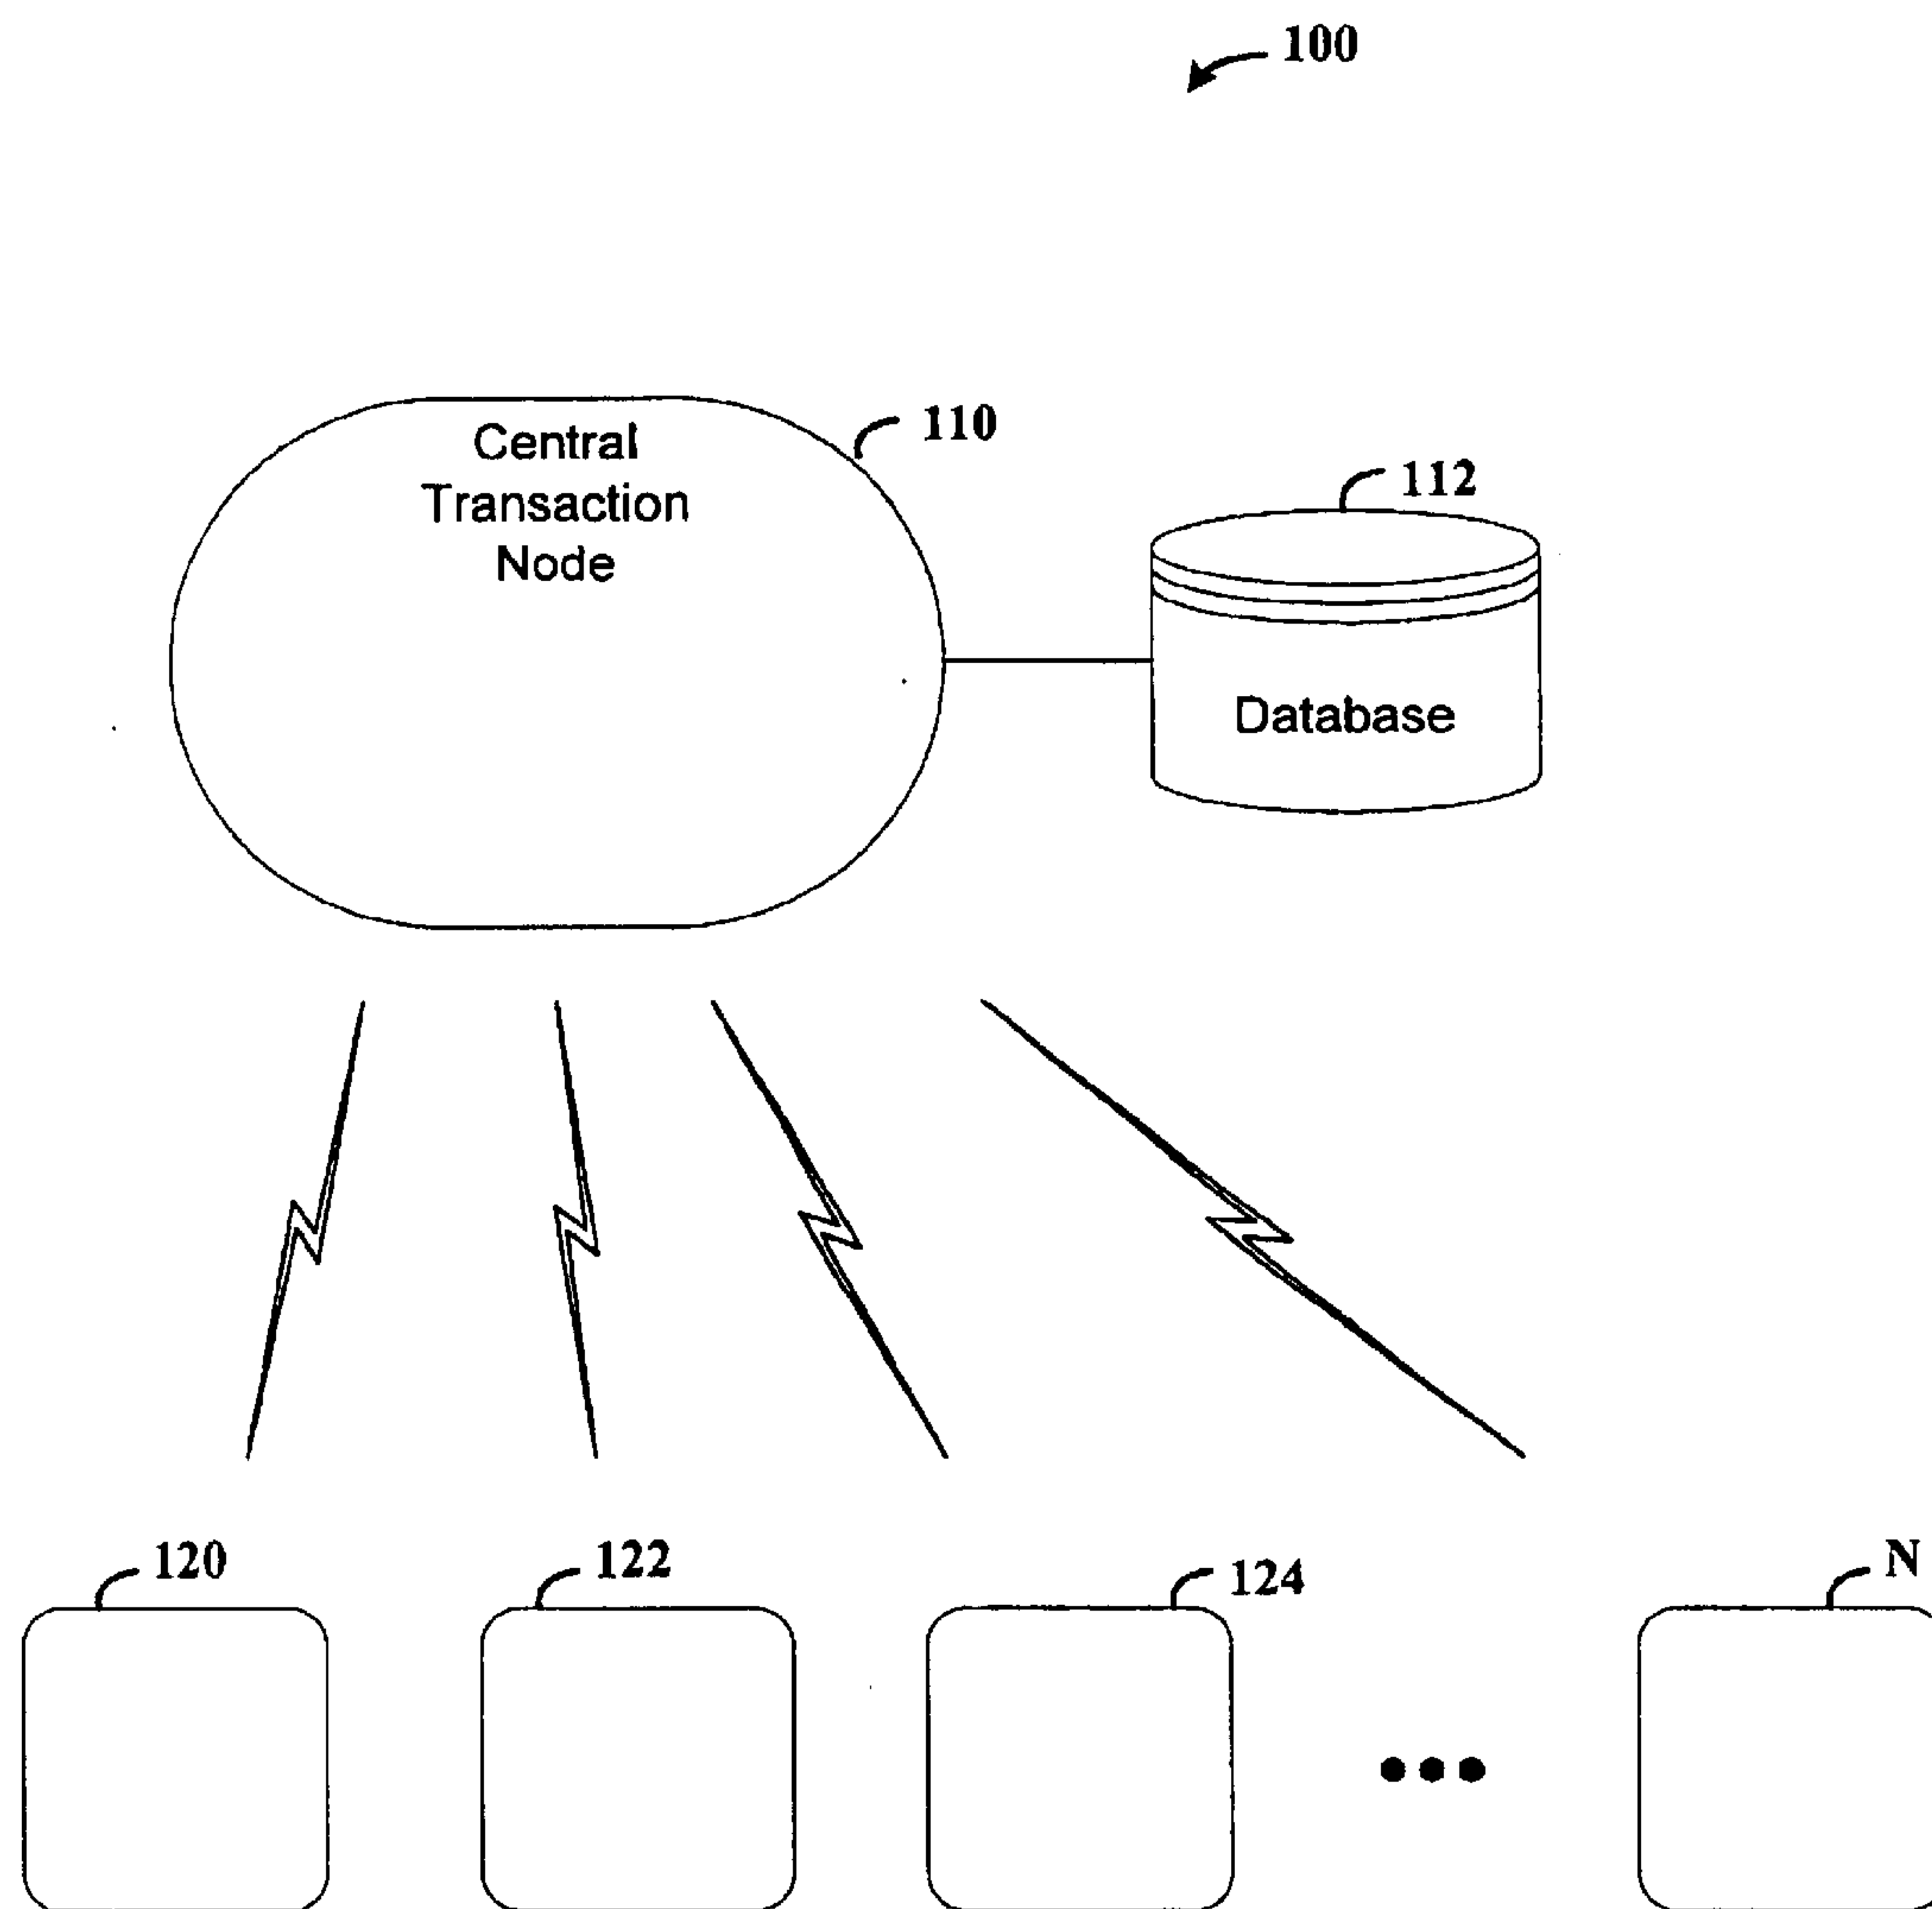 100
110
Central
Transaction
Node
112
Database
120
122
124
N